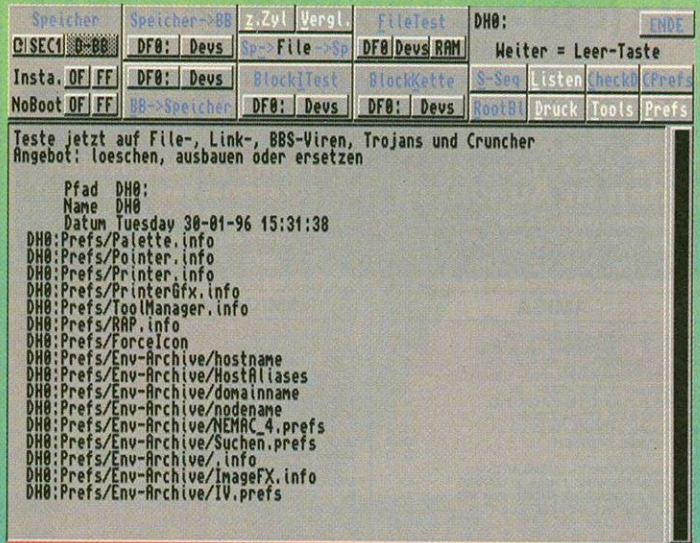 Speicher Speicher->BB z.Zyl Vergl. FileTest DH0: ENDE
C SEC1 D-BB DF0: Devs Sp->File->Sp DF0 Devs RAM Weiter = Leer-Taste
Insta. OF FF DF0: Devs BlockITest BlockKette S-Seq Listen CheckD CPrefs
NoBoot OF FF BB->Speicher DF0: Devs DF0: Devs RootBl Druck Tools Prefs
Teste jetzt auf File-, Link-, BBS-Viren, Trojans und Cruncher
Angebot: loeschen, ausbauen oder ersetzen
Pfad DH0:
Name DH0
Datum Tuesday 30-01-96 15:31:38
DH0:Prefs/Palette.info
DH0:Prefs/Pointer.info
DH0:Prefs/Printer.info
DH0:Prefs/PrinterGfx.info
DH0:Prefs/ToolManager.info
DH0:Prefs/RAP.info
DH0:Prefs/ForceIcon
DH0:Prefs/Env-Archive/hostname
DH0:Prefs/Env-Archive/HostAliases
DH0:Prefs/Env-Archive/domainname
DH0:Prefs/Env-Archive/nodename
DH0:Prefs/Env-Archive/NEMAC_4.prefs
DH0:Prefs/Env-Archive/Suchen.prefs
DH0:Prefs/Env-Archive/.info
DH0:Prefs/Env-Archive/ImageFX.info
DH0:Prefs/Env-Archive/IV.prefs